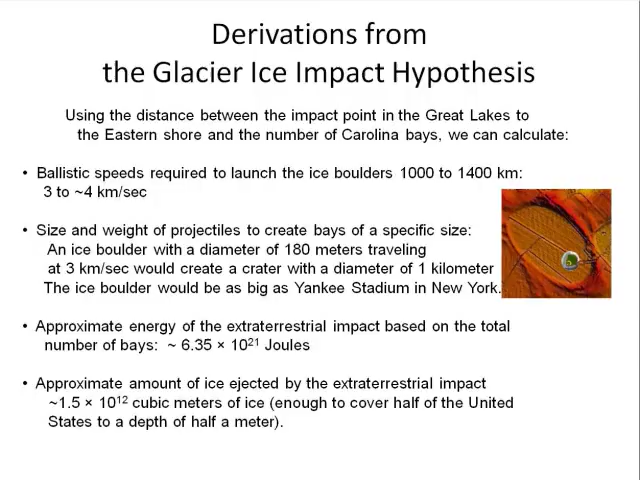 Derivations from
the Glacier Ice Impact Hypothesis
Using the distance between the impact point in the Great Lakes to
the Eastern shore and the number of Carolina bays, we can calculate:
• Ballistic speeds required to launch the ice boulders 1000 to 1400 km:
3 to ~4 km/sec
• Size and weight of projectiles to create bays of a specific size:
An ice boulder with a diameter of 180 meters traveling
at 3 km/sec would create a crater with a diameter of 1 kilometer
The ice boulder would be as big as Yankee Stadium in New York.
• Approximate energy of the extraterrestrial impact based on the total
number of bays: ~ 6.35 × 10²¹ Joules
• Approximate amount of ice ejected by the extraterrestrial impact
~1.5 × 10¹² cubic meters of ice (enough to cover half of the United
States to a depth of half a meter).